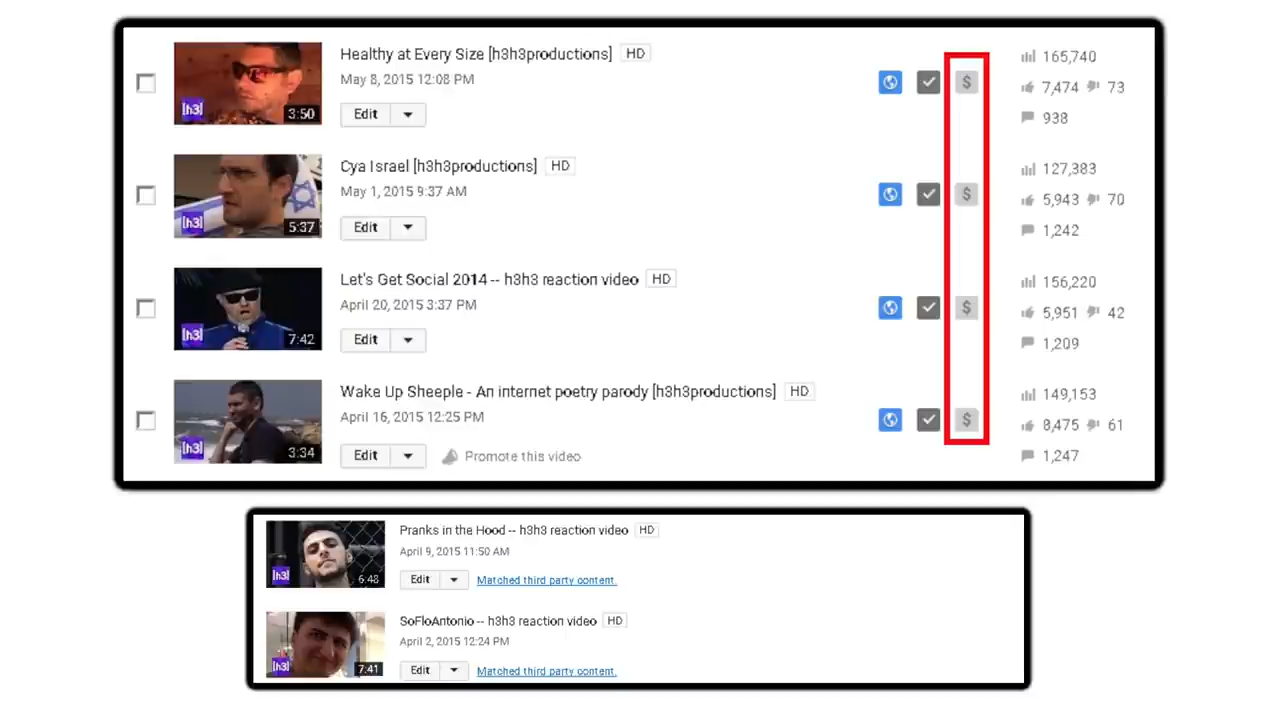 Healthy at Every Size [h3h3productions] HD
May 8, 2015 12:08 PM
Edit
[h3]
3:50
$
165,740
7,474 73
938
Cya Israel [h3h3productions] HD
May 1, 2015 9:37 AM
Edit
[h3]
5:37
$
127,383
5,943 70
1,242
Let's Get Social 2014 -- h3h3 reaction video HD
April 20, 2015 3:37 PM
Edit
[h3]
7:42
$
156,220
5,951 42
1,209
Wake Up Sheeple - An internet poetry parody [h3h3productions] HD
April 16, 2015 12:25 PM
Edit
Promote this video
[h3]
3:34
$
149,153
8,475 61
1,247
Pranks in the Hood -- h3h3 reaction video HD
April 9, 2015 11:50 AM
Edit Matched third party content.
[h3]
6:48
SoFloAntonio -- h3h3 reaction video HD
April 2, 2015 12:24 PM
Edit Matched third party content.
[h3]
7:41